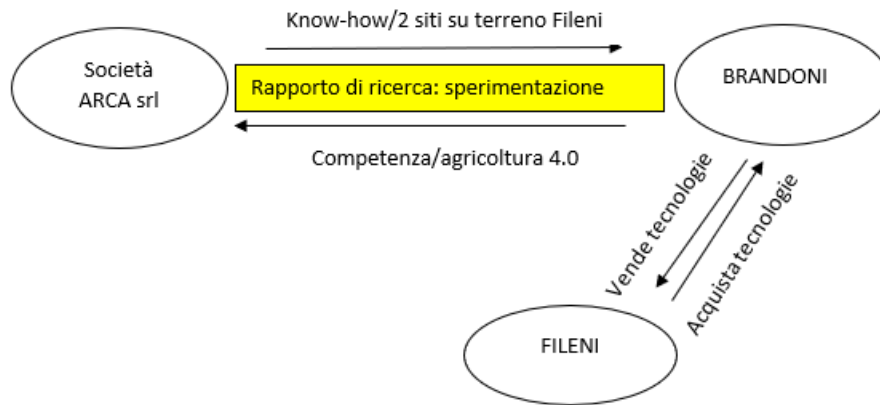 Know-how/2 siti su terreno Fileni
Società
ARCA srl
Rapporto di ricerca: sperimentazione
BRANDONI
Competenza/agricoltura 4.0
Vende tecnologie
Acquista tecnologie
FILENI